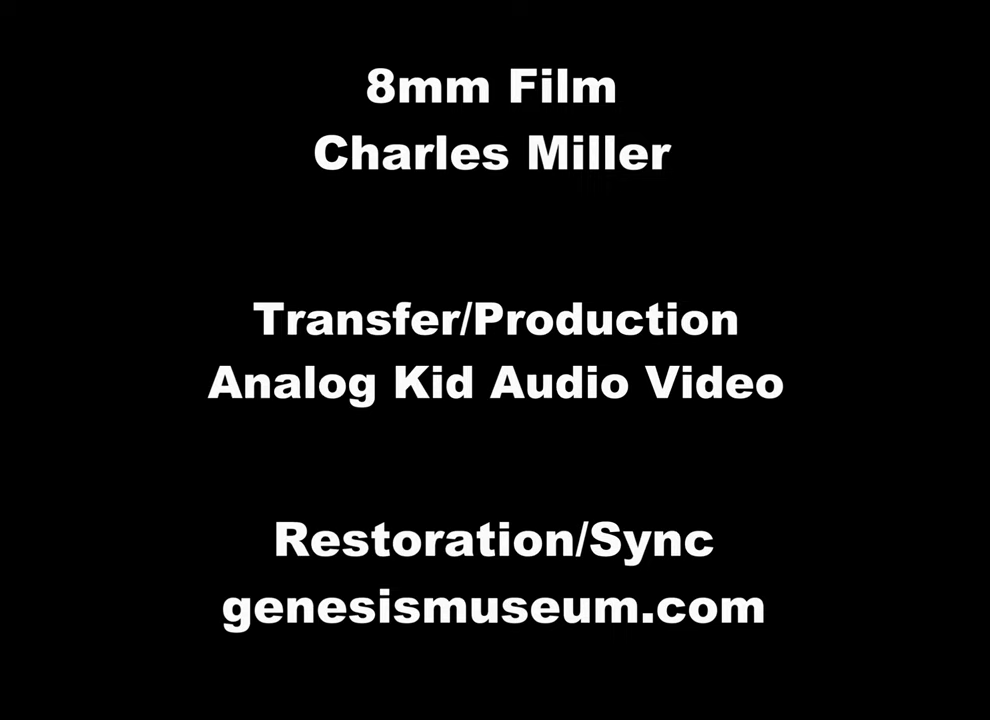 8mm Film
Charles Miller
Transfer/Production
Analog Kid Audio Video
Restoration/Sync
genesismuseum.com